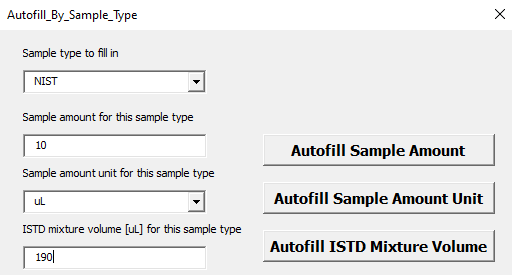 Autofill_By_Sample_Type
Sample type to fill in
NIST
Sample amount for this sample type
10
Autofill Sample Amount
Sample amount unit for this sample type
uL
Autofill Sample Amount Unit
ISTD mixture volume [uL] for this sample type
190
Autofill ISTD Mixture Volume